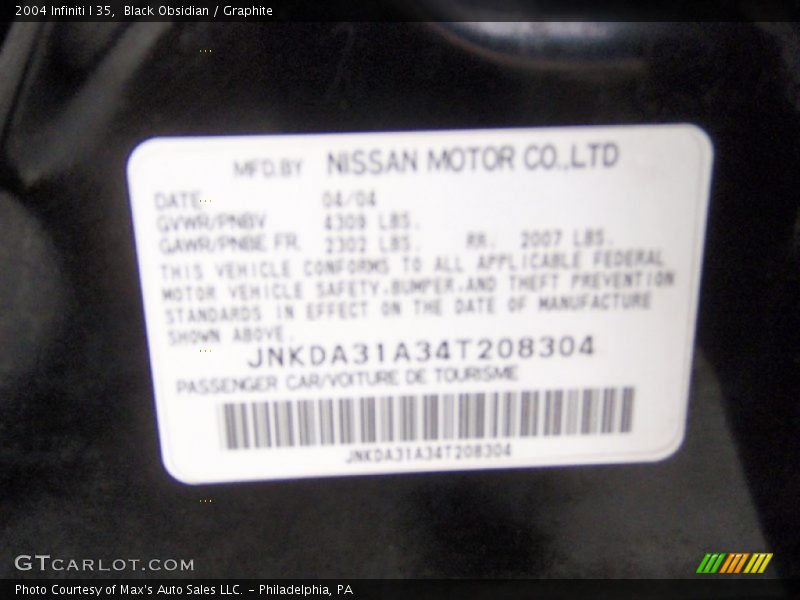 2004 Infiniti I 35, Black Obsidian / Graphite
MFD.BY NISSAN MOTOR CO.,LTD
DATE 04/04
GVWR/PNBV 4309 LBS.
GAWR/PNBE FR. 2302 LBS. RR. 2007 LBS.
THIS VEHICLE CONFORMS TO ALL APPLICABLE FEDERAL
MOTOR VEHICLE SAFETY,BUMPER,AND THEFT PREVENTION
STANDARDS IN EFFECT ON THE DATE OF MANUFACTURE
SHOWN ABOVE.
JNKDA31A34T208304
PASSENGER CAR/VOITURE DE TOURISME
JNKDA31A34T208304
GTCARLOT.COM
Photo Courtesy of Max's Auto Sales LLC. - Philadelphia, PA